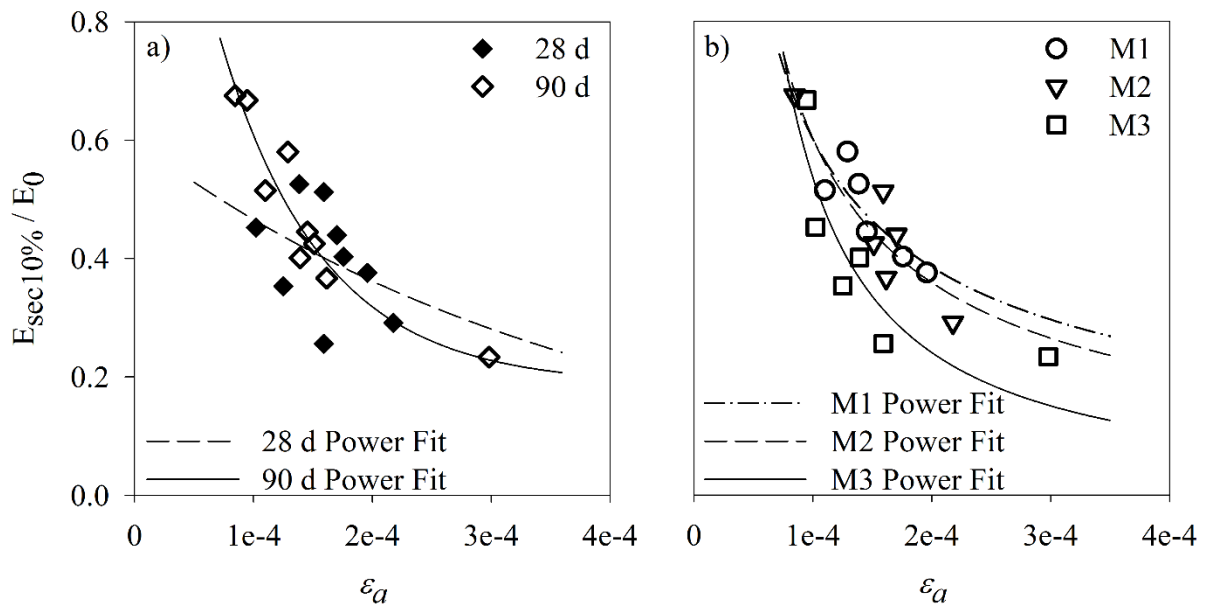 a)
28 d
90 d
28 d Power Fit
90 d Power Fit
0.8
0.6
0.4
0.2
0.0
E_sec10% / E_0
0 1e-4 2e-4 3e-4 4e-4
ε_a
b)
M1
M2
M3
M1 Power Fit
M2 Power Fit
M3 Power Fit
0 1e-4 2e-4 3e-4 4e-4
ε_a